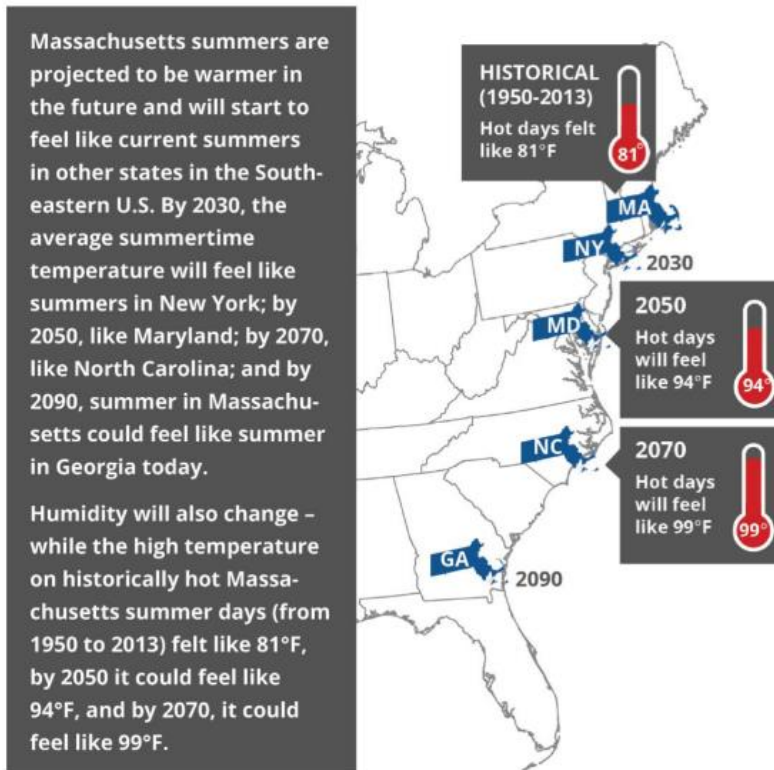 Massachusetts summers are
projected to be warmer in
the future and will start to
feel like current summers
in other states in the South-
eastern U.S. By 2030, the
average summertime
temperature will feel like
summers in New York; by
2050, like Maryland; by 2070,
like North Carolina; and by
2090, summer in Massachu-
setts could feel like summer
in Georgia today.
Humidity will also change –
while the high temperature
on historically hot Massa-
chusetts summer days (from
1950 to 2013) felt like 81°F,
by 2050 it could feel like
94°F, and by 2070, it could
feel like 99°F.
HISTORICAL
(1950-2013)
Hot days felt
like 81°F
81°
MA
NY
2030
MD
2050
Hot days
will feel
like 94°F
94°
NC
2070
Hot days
will feel
like 99°F
99°
GA
2090